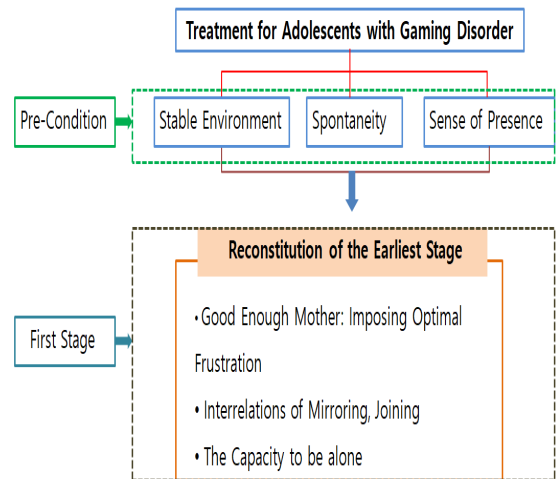 Treatment for Adolescents with Gaming Disorder
Pre-Condition
Stable Environment
Spontaneity
Sense of Presence
Reconstitution of the Earliest Stage
First Stage
• Good Enough Mother: Imposing Optimal
Frustration
• Interrelations of Mirroring, Joining
• The Capacity to be alone